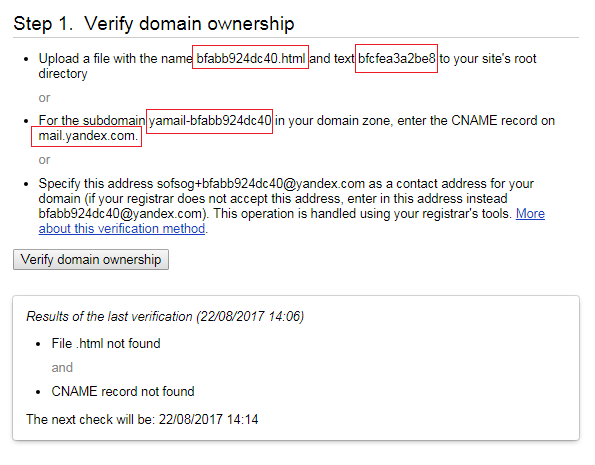 Step 1. Verify domain ownership
Upload a file with the name bfabb924dc40.html and text bfcfea3a2be8 to your site's root
directory
or
For the subdomain yamail-bfabb924dc40 in your domain zone, enter the CNAME record on
mail.yandex.com.
or
Specify this address sofsog+bfabb924dc40@yandex.com as a contact address for your
domain (if your registrar does not accept this address, enter in this address instead
bfabb924dc40@yandex.com). This operation is handled using your registrar's tools. More
about this verification method.
Verify domain ownership
Results of the last verification (22/08/2017 14:06)
File .html not found
and
CNAME record not found
The next check will be: 22/08/2017 14:14